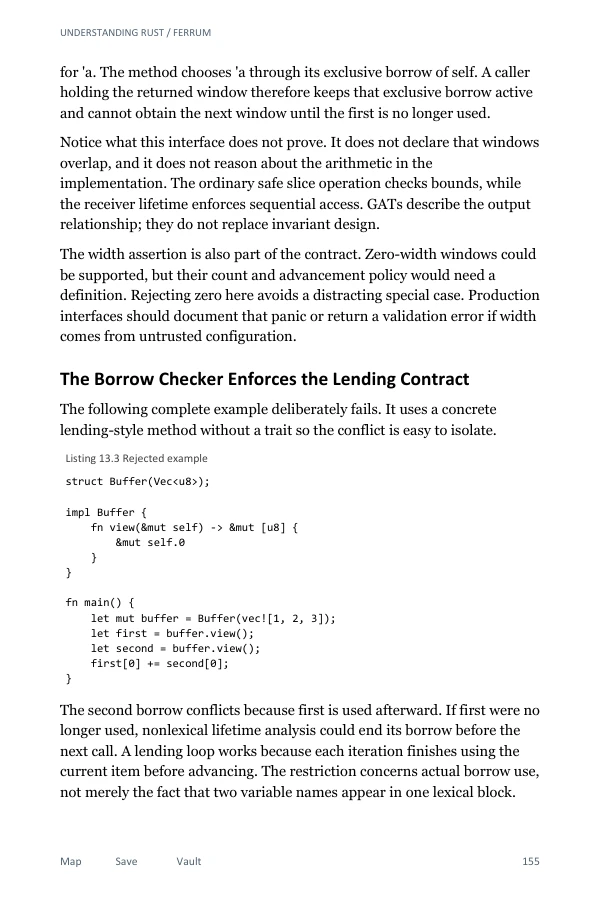 UNDERSTANDING RUST / FERRUM
for 'a. The method chooses 'a through its exclusive borrow of self. A caller
holding the returned window therefore keeps that exclusive borrow active
and cannot obtain the next window until the first is no longer used.
Notice what this interface does not prove. It does not declare that windows
overlap, and it does not reason about the arithmetic in the
implementation. The ordinary safe slice operation checks bounds, while
the receiver lifetime enforces sequential access. GATs describe the output
relationship; they do not replace invariant design.
The width assertion is also part of the contract. Zero-width windows could
be supported, but their count and advancement policy would need a
definition. Rejecting zero here avoids a distracting special case. Production
interfaces should document that panic or return a validation error if width
comes from untrusted configuration.
The Borrow Checker Enforces the Lending Contract
The following complete example deliberately fails. It uses a concrete
lending-style method without a trait so the conflict is easy to isolate.
Listing 13.3 Rejected example
struct Buffer(Vec<u8>);
impl Buffer {
    fn view(&mut self) -> &mut [u8] {
        &mut self.0
    }
}
fn main() {
    let mut buffer = Buffer(vec![1, 2, 3]);
    let first = buffer.view();
    let second = buffer.view();
    first[0] += second[0];
}
The second borrow conflicts because first is used afterward. If first were no
longer used, nonlexical lifetime analysis could end its borrow before the
next call. A lending loop works because each iteration finishes using the
current item before advancing. The restriction concerns actual borrow use,
not merely the fact that two variable names appear in one lexical block.
Map Save Vault 155